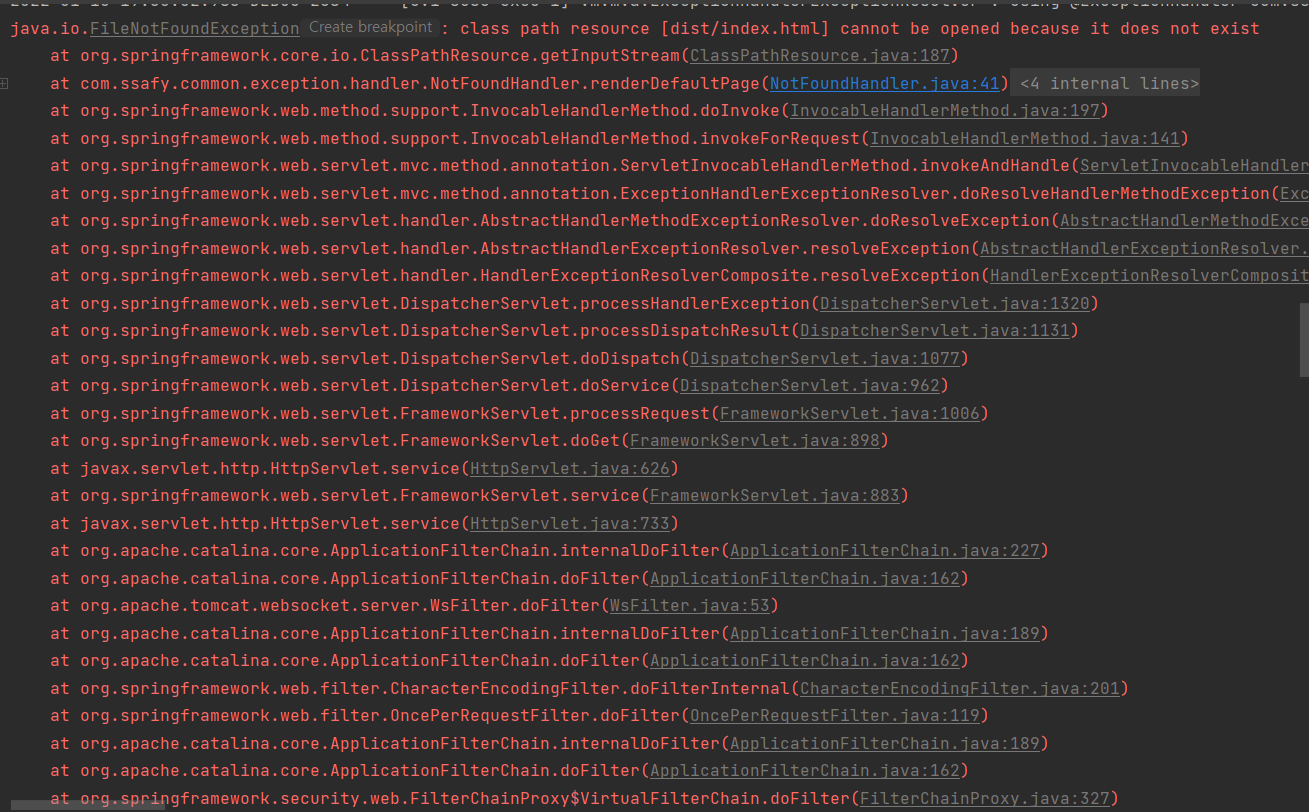 java.io.FileNotFoundException Create breakpoint : class path resource [dist/index.html] cannot be opened because it does not exist
at org.springframework.core.io.ClassPathResource.getInputStream(ClassPathResource.java:187)
at com.ssafy.common.exception.handler.NotFoundHandler.renderDefaultPage(NotFoundHandler.java:41) <4 internal lines>
at org.springframework.web.method.support.InvocableHandlerMethod.doInvoke(InvocableHandlerMethod.java:197)
at org.springframework.web.method.support.InvocableHandlerMethod.invokeForRequest(InvocableHandlerMethod.java:141)
at org.springframework.web.servlet.mvc.method.annotation.ServletInvocableHandlerMethod.invokeAndHandle(ServletInvocableHandler
at org.springframework.web.servlet.mvc.method.annotation.ExceptionHandlerExceptionResolver.doResolveHandlerMethodException(Exc
at org.springframework.web.servlet.handler.AbstractHandlerMethodExceptionResolver.doResolveException(AbstractHandlerMethodExce
at org.springframework.web.servlet.handler.AbstractHandlerExceptionResolver.resolveException(AbstractHandlerExceptionResolver.
at org.springframework.web.servlet.handler.HandlerExceptionResolverComposite.resolveException(HandlerExceptionResolverComposit
at org.springframework.web.servlet.DispatcherServlet.processHandlerException(DispatcherServlet.java:1320)
at org.springframework.web.servlet.DispatcherServlet.processDispatchResult(DispatcherServlet.java:1131)
at org.springframework.web.servlet.DispatcherServlet.doDispatch(DispatcherServlet.java:1077)
at org.springframework.web.servlet.DispatcherServlet.doService(DispatcherServlet.java:962)
at org.springframework.web.servlet.FrameworkServlet.processRequest(FrameworkServlet.java:1006)
at org.springframework.web.servlet.FrameworkServlet.doGet(FrameworkServlet.java:898)
at javax.servlet.http.HttpServlet.service(HttpServlet.java:626)
at org.springframework.web.servlet.FrameworkServlet.service(FrameworkServlet.java:883)
at javax.servlet.http.HttpServlet.service(HttpServlet.java:733)
at org.apache.catalina.core.ApplicationFilterChain.internalDoFilter(ApplicationFilterChain.java:227)
at org.apache.catalina.core.ApplicationFilterChain.doFilter(ApplicationFilterChain.java:162)
at org.apache.tomcat.websocket.server.WsFilter.doFilter(WsFilter.java:53)
at org.apache.catalina.core.ApplicationFilterChain.internalDoFilter(ApplicationFilterChain.java:189)
at org.apache.catalina.core.ApplicationFilterChain.doFilter(ApplicationFilterChain.java:162)
at org.springframework.web.filter.CharacterEncodingFilter.doFilterInternal(CharacterEncodingFilter.java:201)
at org.springframework.web.filter.OncePerRequestFilter.doFilter(OncePerRequestFilter.java:119)
at org.apache.catalina.core.ApplicationFilterChain.internalDoFilter(ApplicationFilterChain.java:189)
at org.apache.catalina.core.ApplicationFilterChain.doFilter(ApplicationFilterChain.java:162)
at org.springframework.security.web.FilterChainProxy$VirtualFilterChain.doFilter(FilterChainProxy.java:327)